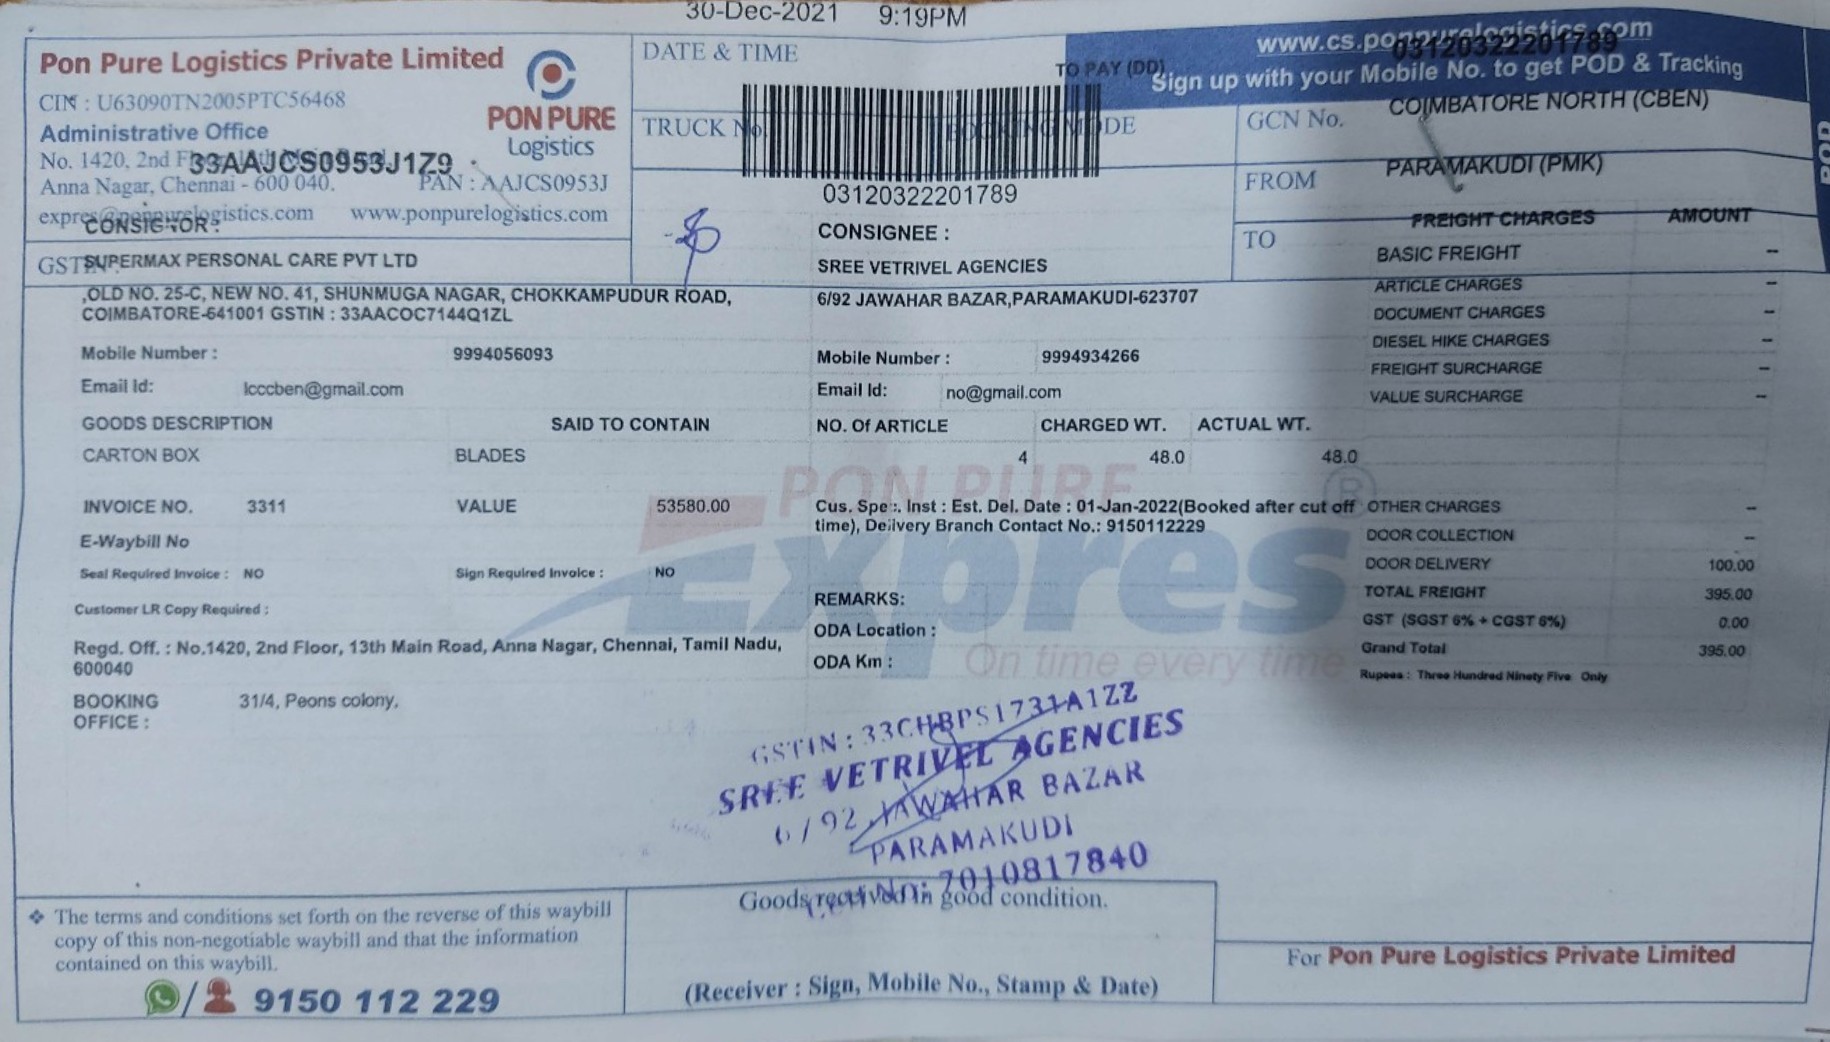 30-Dec-2021 9:19PM
Pon Pure Logistics Private Limited
CIN : U63090TN2005PTC56468
Administrative Office
No. 1420, 2nd
Anna Nagar, Chennai - 600 040.
33AAJCS0953J1Z9
PAN : AAJCS0953J
www.ponpurelogistics.com
PON PURE
Logistics
DATE & TIME
TRUCK No.
TO PAY (DD)
03120322201789
www.cs.ponpurelogistics.com
03120322201789
Sign up with your Mobile No. to get POD & Tracking
POD
GCN No.
COIMBATORE NORTH (CBEN)
FROM
PARAMAKUDI (PMK)
TO
CONSIGNOR :
GSTIN
SUPERMAX PERSONAL CARE PVT LTD
,OLD NO. 25-C, NEW NO. 41, SHUNMUGA NAGAR, CHOKKAMPUDUR ROAD,
COIMBATORE-641001 GSTIN : 33AACOC7144Q1ZL
Mobile Number : 9994056093
Email Id: lcccben@gmail.com
CONSIGNEE :
SREE VETRIVEL AGENCIES
6/92 JAWAHAR BAZAR,PARAMAKUDI-623707
Mobile Number : 9994934266
Email Id: no@gmail.com
FREIGHT CHARGES AMOUNT
BASIC FREIGHT --
ARTICLE CHARGES --
DOCUMENT CHARGES --
DIESEL HIKE CHARGES --
FREIGHT SURCHARGE --
VALUE SURCHARGE --
GOODS DESCRIPTION SAID TO CONTAIN NO. Of ARTICLE CHARGED WT. ACTUAL WT.
CARTON BOX BLADES 4 48.0 48.0
INVOICE NO. 3311 VALUE 53580.00
E-Waybill No
Seal Required Invoice : NO Sign Required Invoice : NO
Customer LR Copy Required :
Regd. Off. : No.1420, 2nd Floor, 13th Main Road, Anna Nagar, Chennai, Tamil Nadu,
600040
BOOKING 31/4, Peons colony,
OFFICE :
Cus. Spec. Inst : Est. Del. Date : 01-Jan-2022(Booked after cut off
time), Delivery Branch Contact No.: 9150112229
REMARKS:
ODA Location :
ODA Km :
PON PURE
Expres
®
On time every time
OTHER CHARGES --
DOOR COLLECTION --
DOOR DELIVERY 100.00
TOTAL FREIGHT 395.00
GST (SGST 6% + CGST 6%) 0.00
Grand Total 395.00
Rupees : Three Hundred Ninety Five Only
GSTIN : 33CHBPS1731A1ZZ
SREE VETRIVEL AGENCIES
6/92, JAWAHAR BAZAR
PARAMAKUDI
7010817840
Goods received in good condition.
(Receiver : Sign, Mobile No., Stamp & Date)
❖ The terms and conditions set forth on the reverse of this waybill
copy of this non-negotiable waybill and that the information
contained on this waybill.
/ 9150 112 229
For Pon Pure Logistics Private Limited